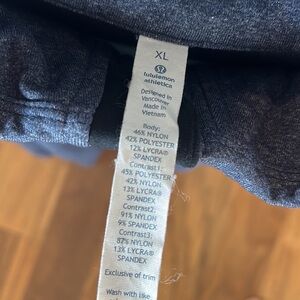 XL
lululemon
athletica
Designed in
Vancouver
Made in
Vietnam
Body:
46% NYLON
42% POLYESTER
12% LYCRA®
SPANDEX
Contrast1:
45% POLYESTER
42% NYLON
13% LYCRA®
SPANDEX
Contrast2:
91% NYLON
9% SPANDEX
Contrast3:
87% NYLON
13% LYCRA®
SPANDEX
Exclusive of trim
Wash with like